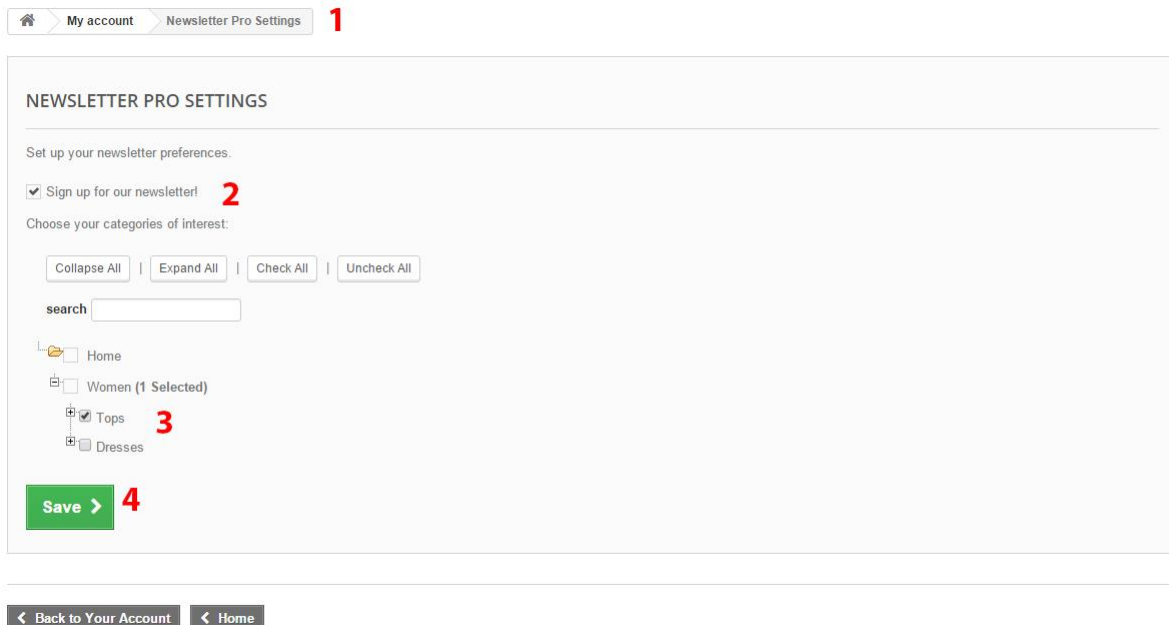 My account Newsletter Pro Settings 1
NEWSLETTER PRO SETTINGS
Set up your newsletter preferences.
Sign up for our newsletter! 2
Choose your categories of interest:
Collapse All | Expand All | Check All | Uncheck All
search
Home
Women (1 Selected)
Tops 3
Dresses
Save 4
Back to Your Account Home